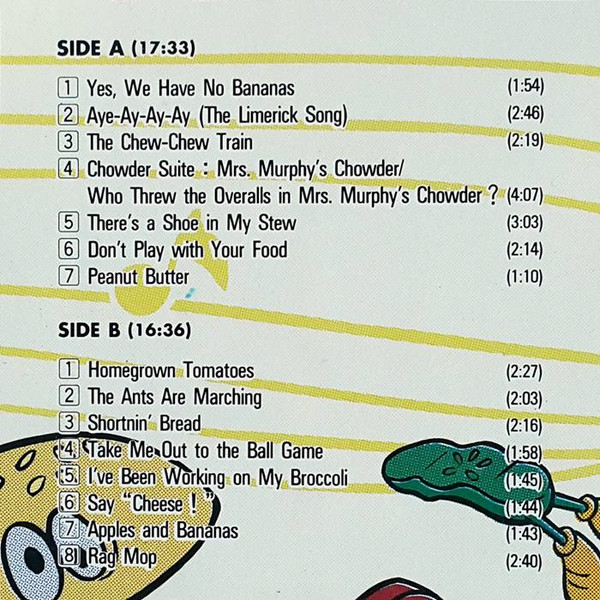 SIDE A (17:33)
1 Yes, We Have No Bananas (1:54)
2 Aye-Ay-Ay-Ay (The Limerick Song) (2:46)
3 The Chew-Chew Train (2:19)
4 Chowder Suite : Mrs. Murphy's Chowder/
Who Threw the Overalls in Mrs. Murphy's Chowder ? (4:07)
5 There's a Shoe in My Stew (3:03)
6 Don't Play with Your Food (2:14)
7 Peanut Butter (1:10)
SIDE B (16:36)
1 Homegrown Tomatoes (2:27)
2 The Ants Are Marching (2:03)
3 Shortnin' Bread (2:16)
4 Take Me Out to the Ball Game (1:58)
5 I've Been Working on My Broccoli (1:45)
6 Say "Cheese !" (1:44)
7 Apples and Bananas (1:43)
8 Rag Mop (2:40)